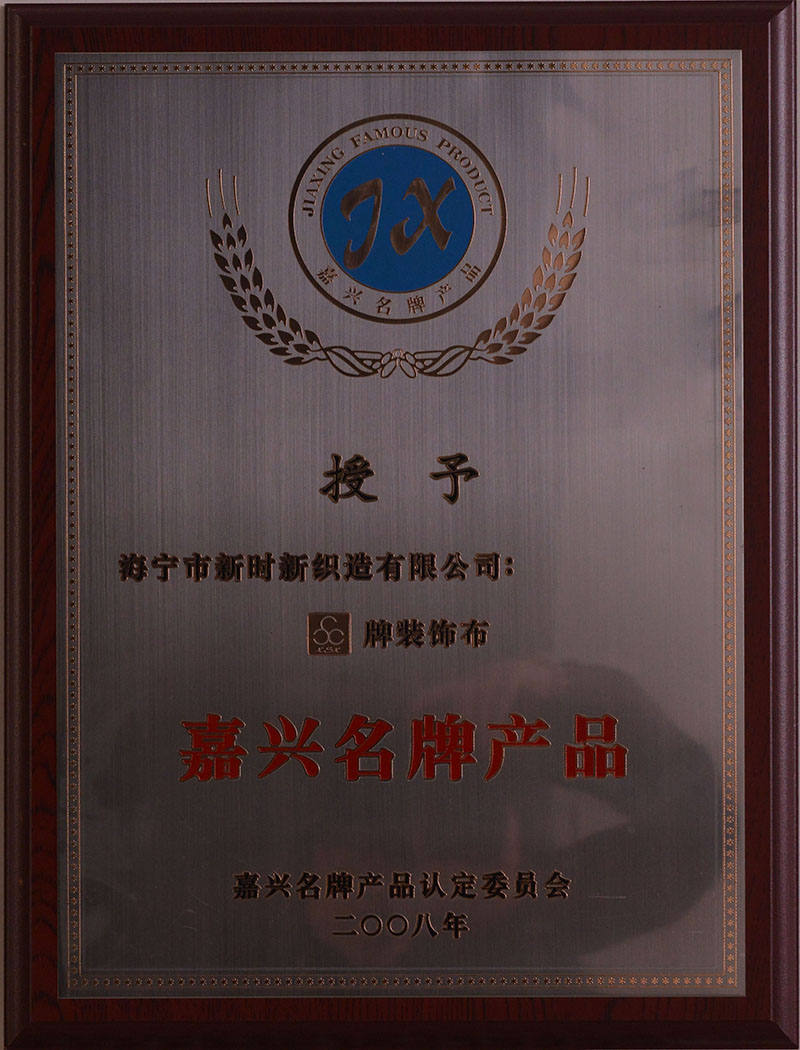 JIAXING FAMOUS PRODUCT
JX
嘉兴名牌产品
授予
海宁市新时新织造有限公司：
XSX 牌装饰布
嘉兴名牌产品
嘉兴名牌产品认定委员会
二〇〇八年